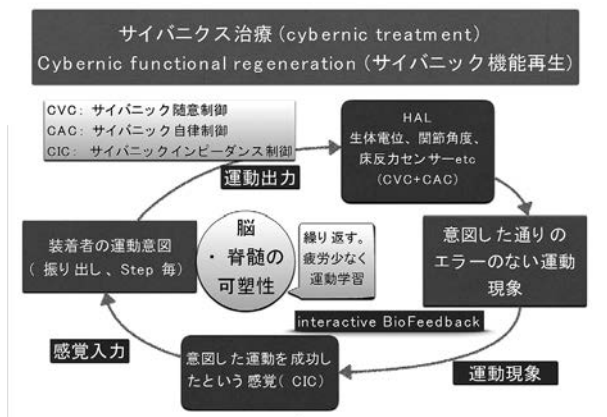 サイバニクス治療(cybernic treatment)
Cybernic functional regeneration(サイバニック機能再生)
CVC: サイバニック随意制御
CAC: サイバニック自律制御
CIC: サイバニックインピーダンス制御
運動出力
HAL
生体電位、関節角度、
床反力センサーetc
(CVC+CAC)
装着者の運動意図
( 振り出し、Step 毎)
脳
・脊髄の
可塑性
繰り返す。
疲労少なく
運動学習
意図した通りの
エラーのない運動
現象
interactive BioFeedback
感覚入力
意図した運動を成功し
たという感覚( CIC)
運動現象